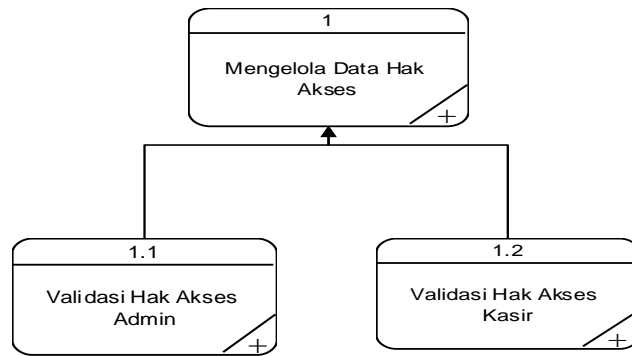 1
Mengelola Data Hak
Akses
+
1.1
Validasi Hak Akses
Admin
+
1.2
Validasi Hak Akses
Kasir
+